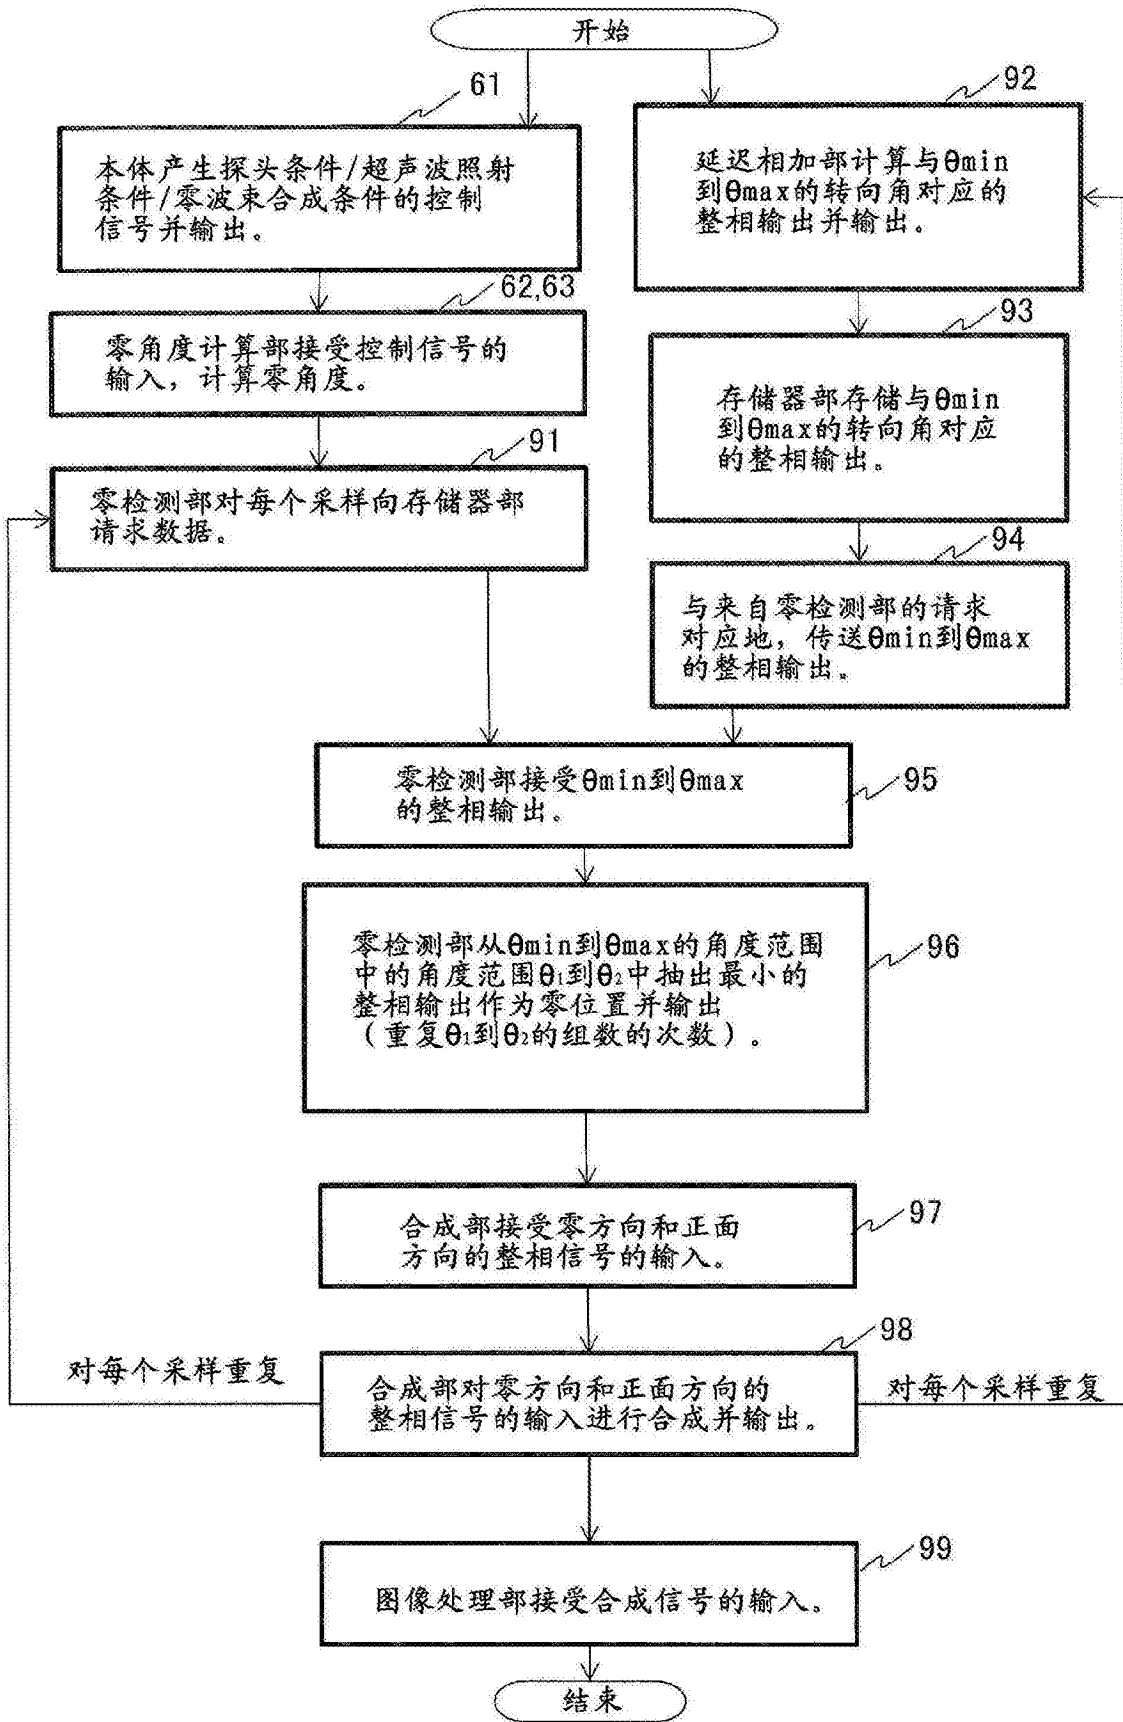 开始
61
本体产生探头条件/超声波照射
条件/零波束合成条件的控制
信号并输出。
62,63
零角度计算部接受控制信号的
输入，计算零角度。
91
零检测部对每个采样向存储器部
请求数据。
92
延迟相加部计算与θmin
到θmax的转向角对应的
整相输出并输出。
93
存储器部存储与θmin
到θmax的转向角对应
的整相输出。
94
与来自零检测部的请求
对应地，传送θmin到θmax
的整相输出。
95
零检测部接受θmin到θmax
的整相输出。
96
零检测部从θmin到θmax的角度范围
中的角度范围θ₁到θ₂中抽出最小的
整相输出作为零位置并输出
（重复θ₁到θ₂的组数的次数）。
97
合成部接受零方向和正面
方向的整相信号的输入。
98
对每个采样重复
合成部对零方向和正面方向的
整相信号的输入进行合成并输出。
对每个采样重复
99
图像处理部接受合成信号的输入。
结束